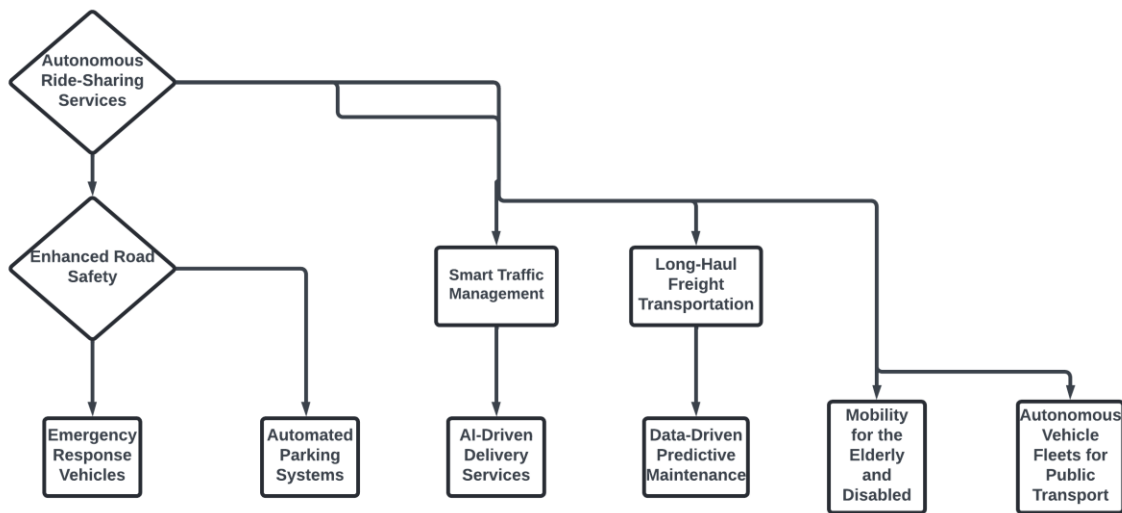 Autonomous
Ride-Sharing
Services
Enhanced Road
Safety
Smart Traffic
Management
Long-Haul
Freight
Transportation
Emergency
Response
Vehicles
Automated
Parking
Systems
AI-Driven
Delivery
Services
Data-Driven
Predictive
Maintenance
Mobility
for the
Elderly
and
Disabled
Autonomous
Vehicle
Fleets for
Public
Transport